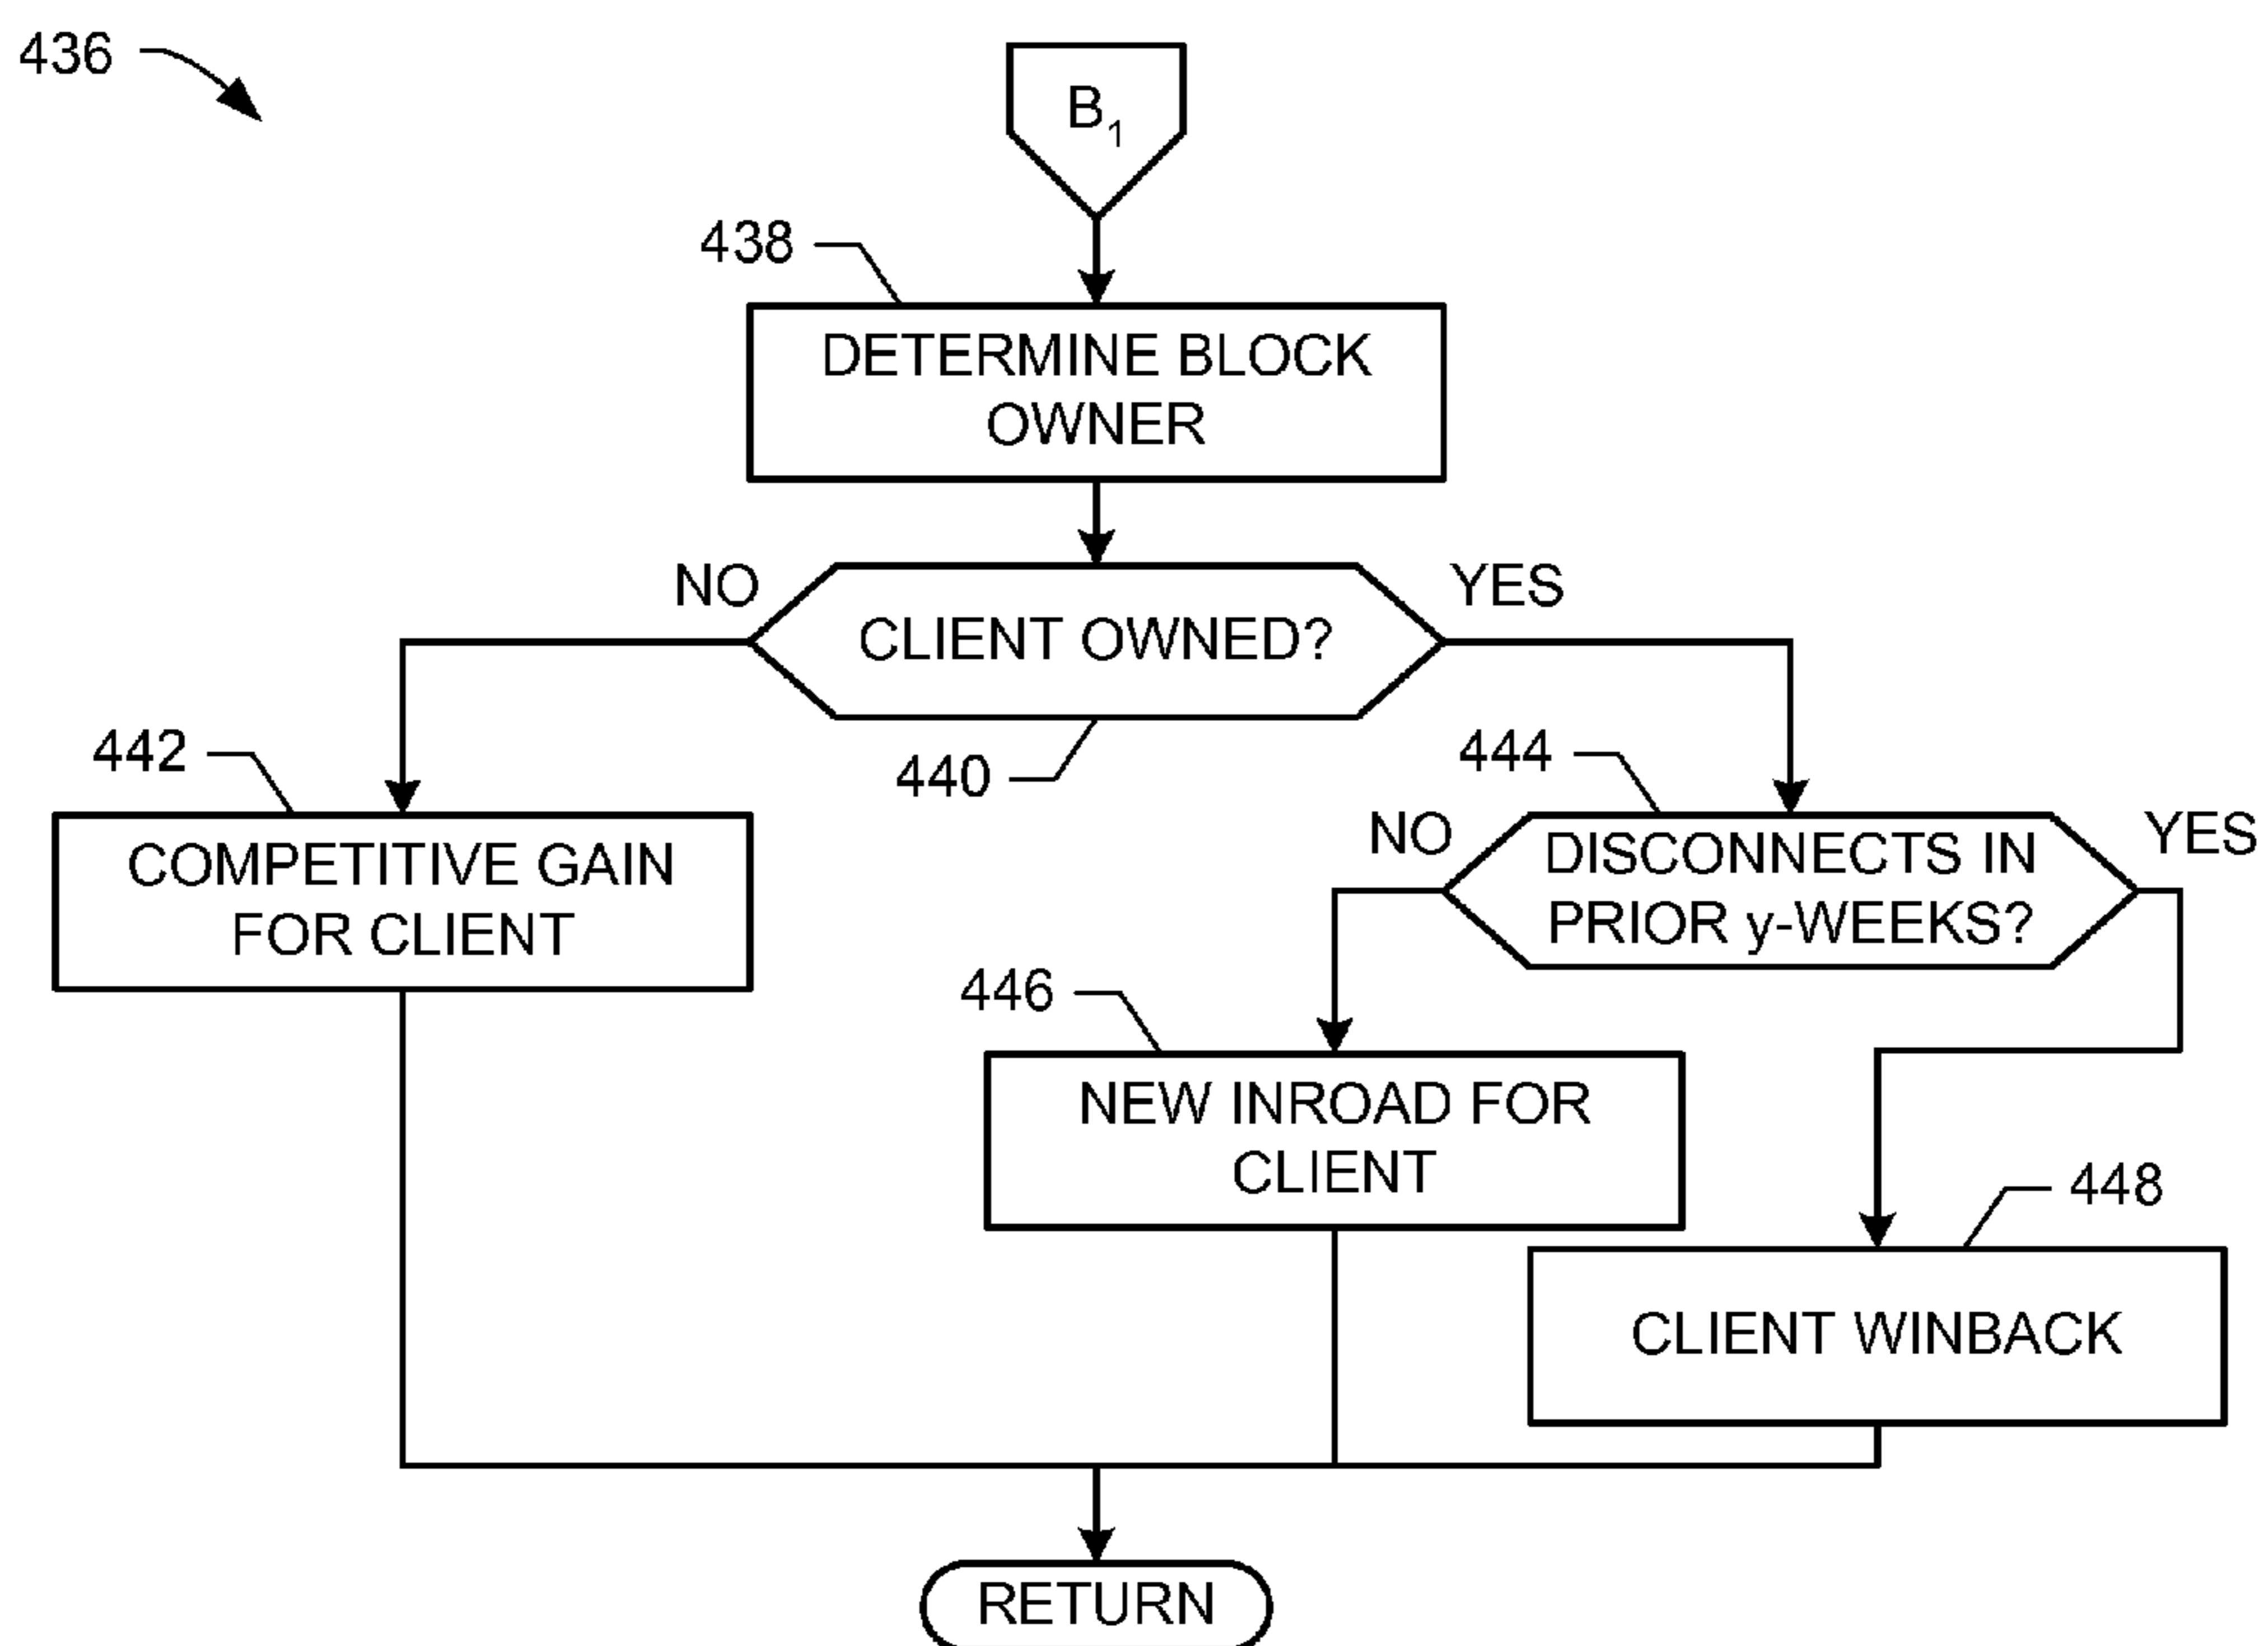 436
B1
438
DETERMINE BLOCK
OWNER
NO
YES
CLIENT OWNED?
442
440
444
COMPETITIVE GAIN
FOR CLIENT
NO
YES
DISCONNECTS IN
PRIOR y-WEEKS?
446
NEW INROAD FOR
CLIENT
448
CLIENT WINBACK
RETURN